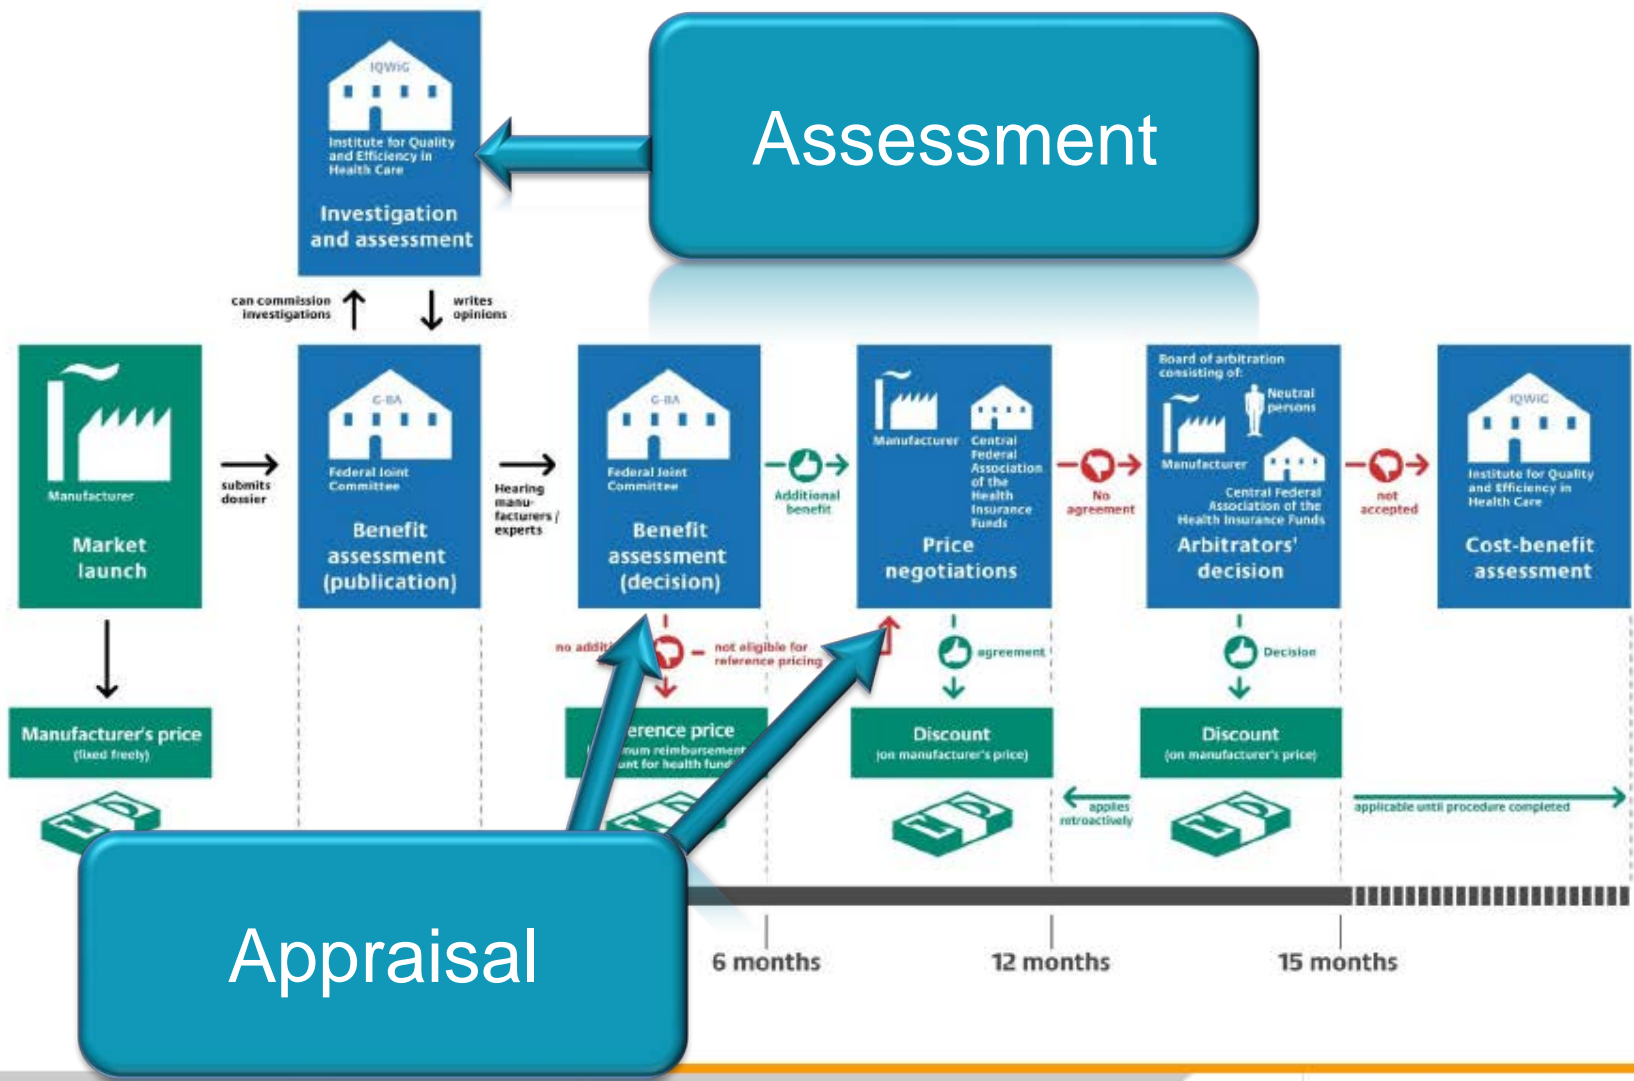 Assessment
IQWiG
Institute for Quality
and Efficiency in
Health Care
Investigation
and assessment
can commission
investigations
writes
opinions
Manufacturer
Market
launch
submits
dossier
G-BA
Federal Joint
Committee
Benefit
assessment
(publication)
Hearing
manu-
facturers /
experts
G-BA
Federal Joint
Committee
Benefit
assessment
(decision)
Additional
benefit
Manufacturer
Central
Federal
Association
of the
Health
Insurance
Funds
Price
negotiations
No
agreement
Board of arbitration
consisting of:
Neutral
persons
Manufacturer
Central Federal
Association of the
Health Insurance Funds
Arbitrators'
decision
not
accepted
IQWiG
Institute for Quality
and Efficiency in
Health Care
Cost-benefit
assessment
no
not eligible for
reference pricing
agreement
Decision
Manufacturer's price
(fixed freely)
price
reimbursement
for health
Discount
(on manufacturer's price)
Discount
(on manufacturer's price)
applies
retroactively
applicable until procedure completed
Appraisal
6 months
12 months
15 months